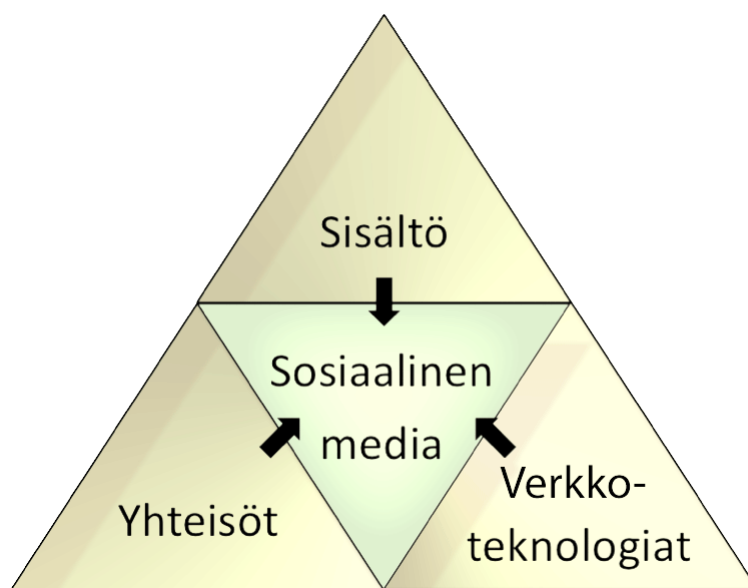 Sisältö
Sosiaalinen
media
Yhteisöt
Verkko-
teknologiat